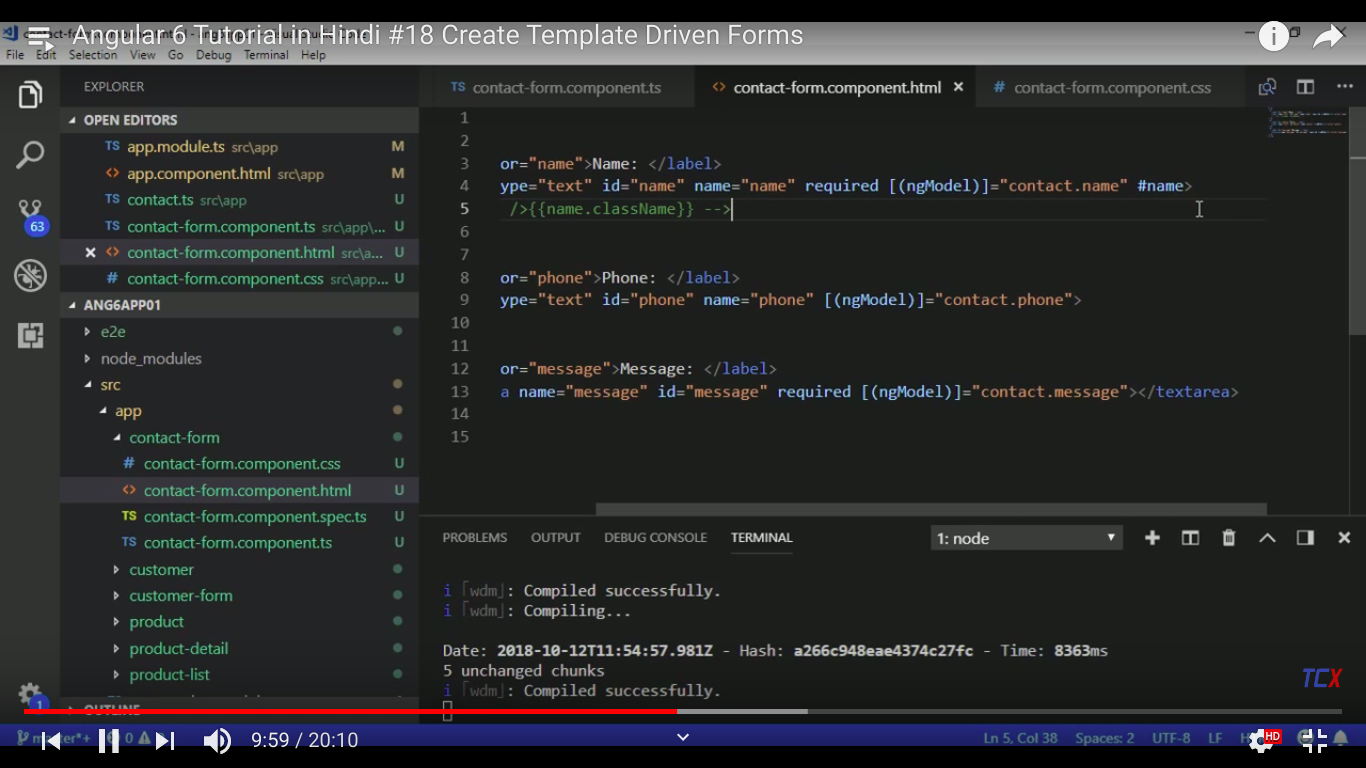 Angular 6 Tutorial in Hindi #18 Create Template Driven Forms
File Edit Selection View Go Debug Terminal Help
EXPLORER
OPEN EDITORS
TS app.module.ts src\app M
<> app.component.html src\app M
TS contact.ts src\app U
TS contact-form.component.ts src\app\... U
<> contact-form.component.html src\a... U
# contact-form.component.css src\app... U
63
ANG6APP01
e2e
node_modules
src
app
contact-form
# contact-form.component.css U
<> contact-form.component.html U
TS contact-form.component.spec.ts U
TS contact-form.component.ts U
customer
customer-form
product
product-detail
product-list
OUTLINE
1
TS contact-form.component.ts
<> contact-form.component.html
# contact-form.component.css
1
2
3 or="name">Name: </label>
4 ype="text" id="name" name="name" required [(ngModel)]="contact.name" #name>
5 />{{name.className}} -->
6
7
8 or="phone">Phone: </label>
9 ype="text" id="phone" name="phone" [(ngModel)]="contact.phone">
10
11
12 or="message">Message: </label>
13 a name="message" id="message" required [(ngModel)]="contact.message"></textarea>
14
15
PROBLEMS OUTPUT DEBUG CONSOLE TERMINAL 1: node
i ｢wdm｣: Compiled successfully.
i ｢wdm｣: Compiling...
Date: 2018-10-12T11:54:57.981Z - Hash: a266c948eae4374c27fc - Time: 8363ms
5 unchanged chunks
i ｢wdm｣: Compiled successfully.
TCX
9:59 / 20:10
Ln 5, Col 38 Spaces: 2 UTF-8 LF
HD